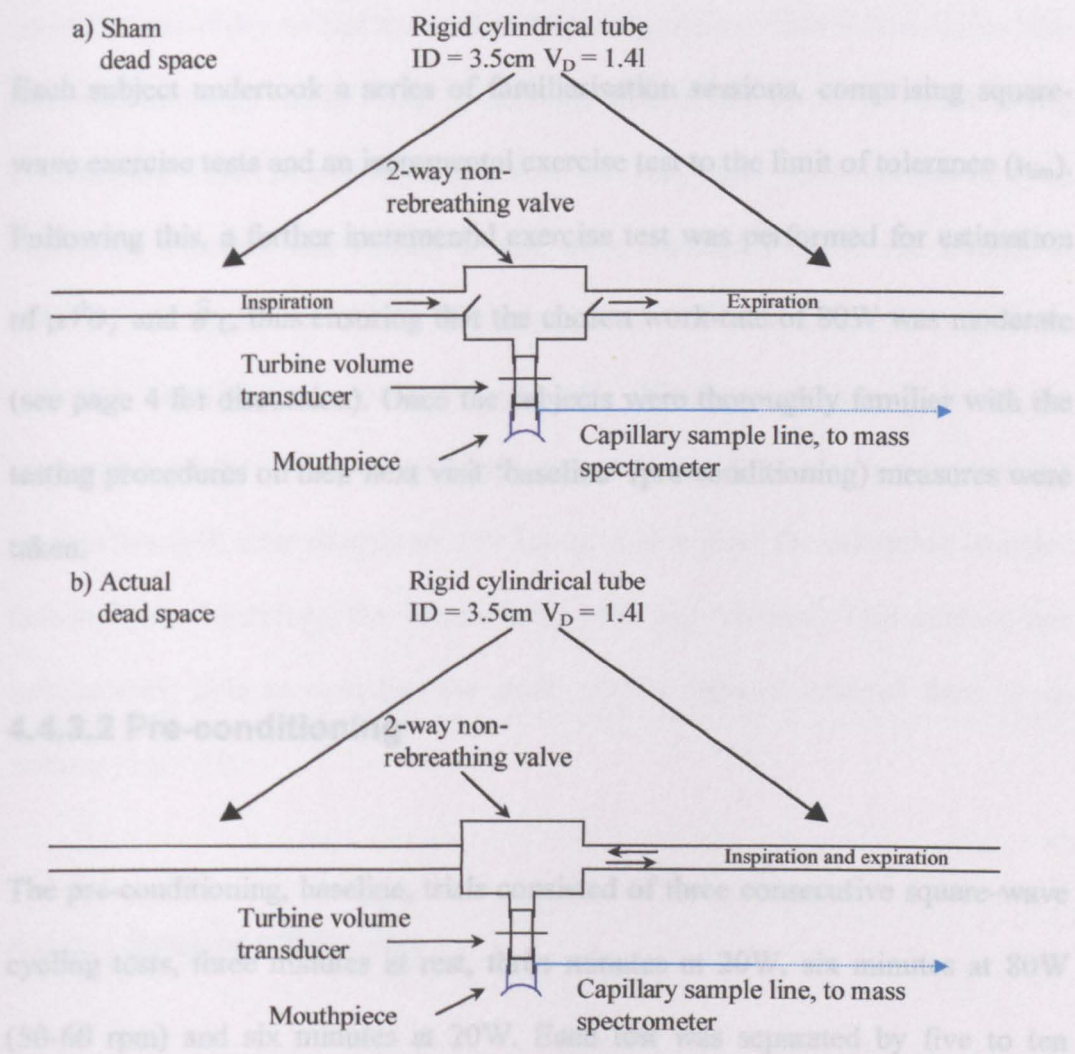 a) Sham
dead space
Rigid cylindrical tube
ID = 3.5cm V_D = 1.4l
Each subject undertook a series of familiarisation sessions, comprising square-
wave exercise tests and an incremental exercise test to the limit of tolerance
2-way non-
rebreathing valve
Following this, a further incremental exercise test was performed for estimation
Inspiration
Expiration
thus ensuring that the chosen work-rate of 80W was moderate
Turbine volume
transducer
(see page 4 for Once the subjects were thoroughly familiar with the
Capillary sample line, to mass
spectrometer
Mouthpiece
testing procedures on their next visit 'baseline' (pre-conditioning) measures were
taken.
b) Actual
dead space
Rigid cylindrical tube
ID = 3.5cm V_D = 1.4l
4.4.3.2 Pre-conditioning
2-way non-
rebreathing valve
Inspiration and expiration
The pre-conditioning, baseline, trials consisted of three consecutive square-wave
Turbine volume
transducer
cycling tests, three minutes at rest, three minutes at 20W, six minutes at 80W
Capillary sample line, to mass
spectrometer
Mouthpiece
(50-60 rpm) and six minutes at 20W. Each test was separated by five to ten